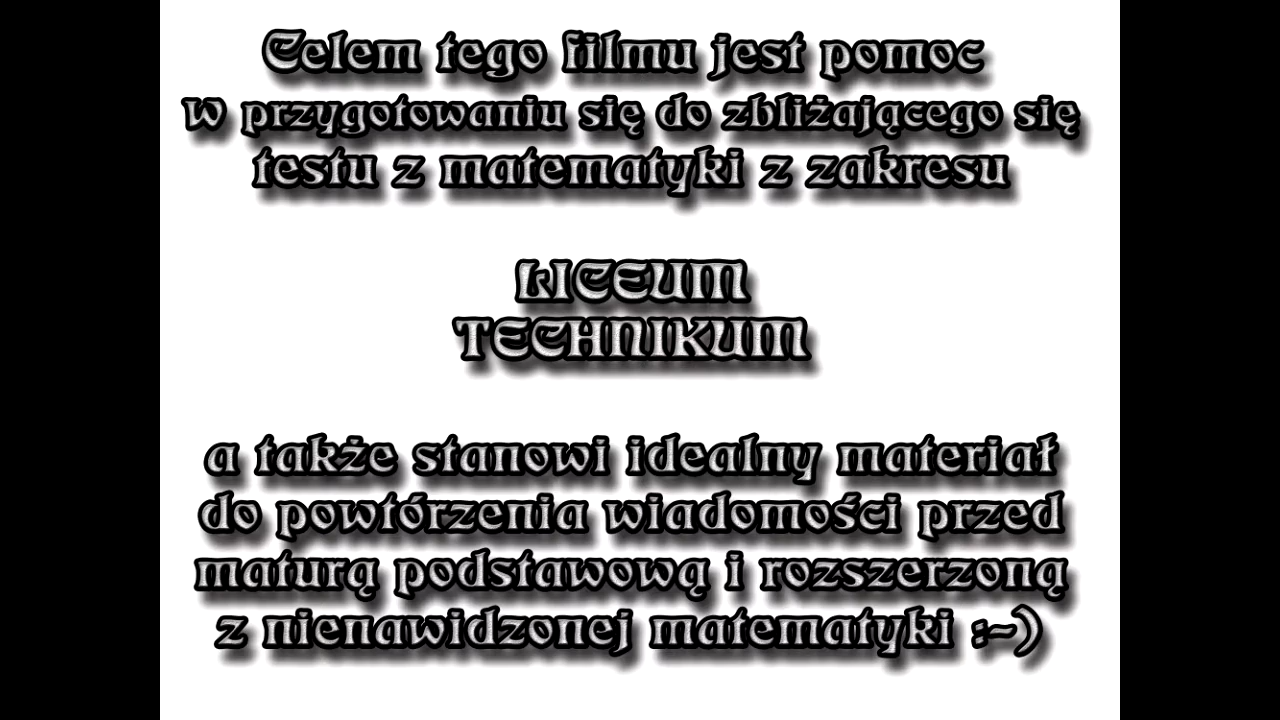 Celem tego filmu jest pomoc
w przygotowaniu się do zbliżającego się
testu z matematyki z zakresu
LICEUM
TECHNIKUM
a także stanowi idealny materiał
do powtórzenia wiadomości przed
maturą podstawową i rozszerzoną
z nienawidzonej matematyki :-)